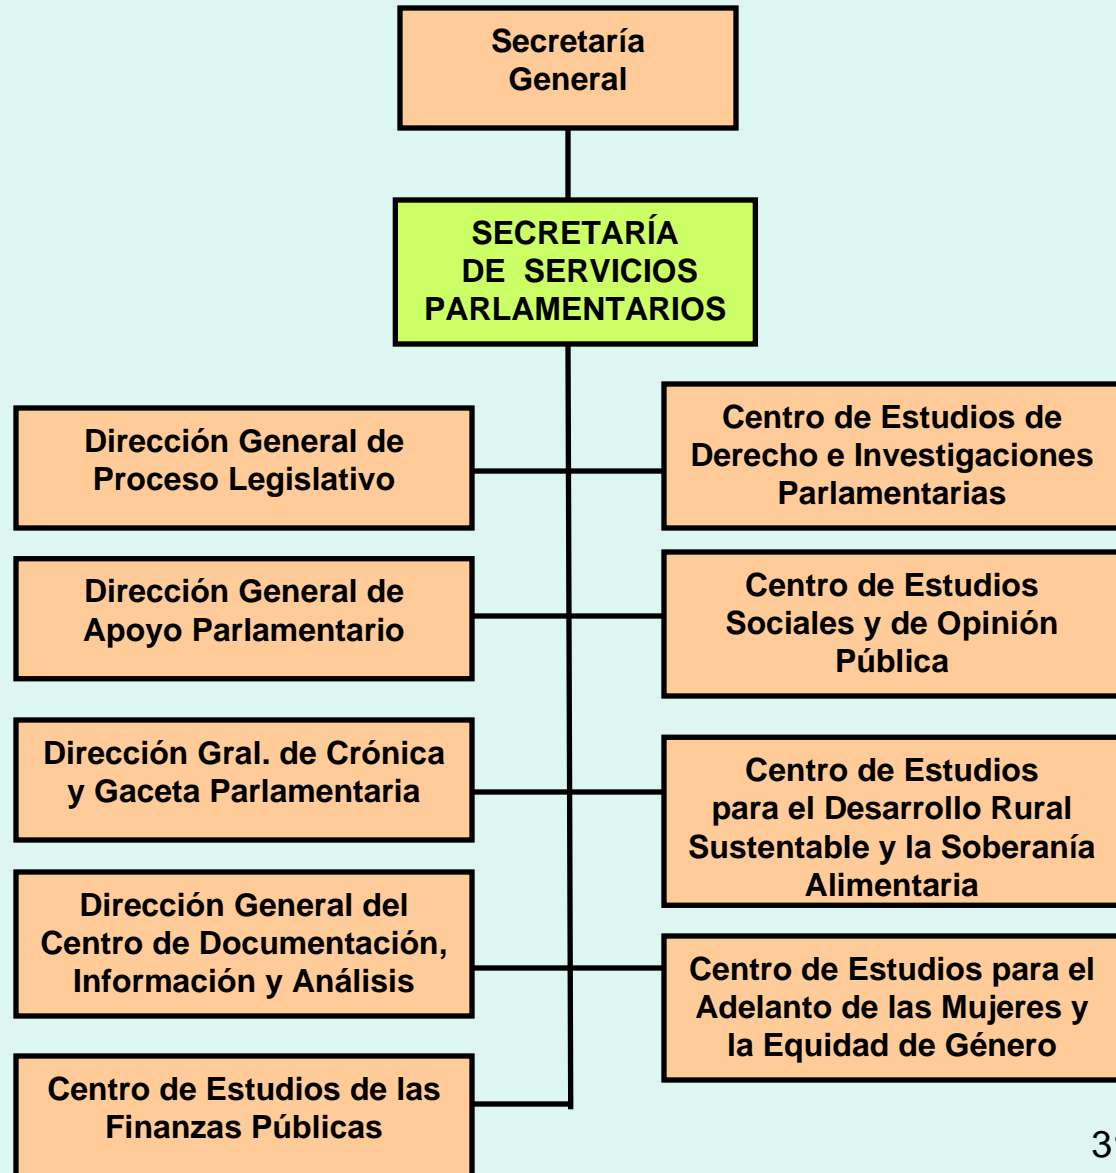 Secretaría
General
SECRETARÍA
DE SERVICIOS
PARLAMENTARIOS
Dirección General de
Proceso Legislativo
Centro de Estudios de
Derecho e Investigaciones
Parlamentarias
Dirección General de
Apoyo Parlamentario
Centro de Estudios
Sociales y de Opinión
Pública
Dirección Gral. de Crónica
y Gaceta Parlamentaria
Centro de Estudios
para el Desarrollo Rural
Sustentable y la Soberanía
Alimentaria
Dirección General del
Centro de Documentación,
Información y Análisis
Centro de Estudios para el
Adelanto de las Mujeres y
la Equidad de Género
Centro de Estudios de las
Finanzas Públicas